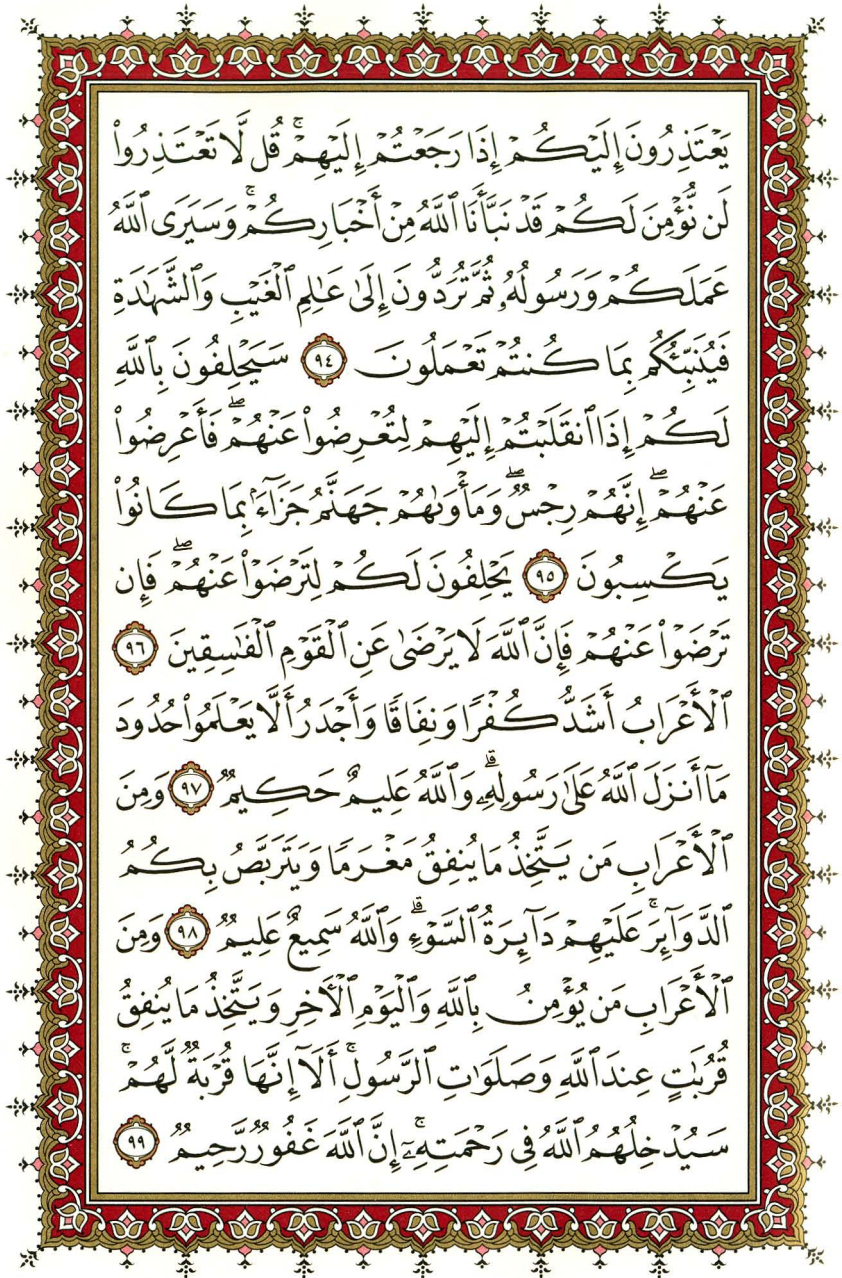 يَعْتَذِرُونَ إِلَيْكُمْ إِذَا رَجَعْتُمْ إِلَيْهِمْ ۚ قُل لَّا تَعْتَذِرُوا۟
لَن نُّؤْمِنَ لَكُمْ قَدْ نَبَّأَنَا ٱللَّهُ مِنْ أَخْبَارِكُمْ ۚ وَسَيَرَى ٱللَّهُ
عَمَلَكُمْ وَرَسُولُهُۥ ثُمَّ تُرَدُّونَ إِلَىٰ عَـٰلِمِ ٱلْغَيْبِ وَٱلشَّهَـٰدَةِ
فَيُنَبِّئُكُم بِمَا كُنتُمْ تَعْمَلُونَ ٩٤ سَيَحْلِفُونَ بِٱللَّهِ
لَكُمْ إِذَا ٱنقَلَبْتُمْ إِلَيْهِمْ لِتُعْرِضُوا۟ عَنْهُمْ ۖ فَأَعْرِضُوا۟
عَنْهُمْ ۖ إِنَّهُمْ رِجْسٌ ۖ وَمَأْوَىٰهُمْ جَهَنَّمُ جَزَآءًۢ بِمَا كَانُوا۟
يَكْسِبُونَ ٩٥ يَحْلِفُونَ لَكُمْ لِتَرْضَوْا۟ عَنْهُمْ ۖ فَإِن
تَرْضَوْا۟ عَنْهُمْ فَإِنَّ ٱللَّهَ لَا يَرْضَىٰ عَنِ ٱلْقَوْمِ ٱلْفَـٰسِقِينَ ٩٦
ٱلْأَعْرَابُ أَشَدُّ كُفْرًا وَنِفَاقًا وَأَجْدَرُ أَلَّا يَعْلَمُوا۟ حُدُودَ
مَآ أَنزَلَ ٱللَّهُ عَلَىٰ رَسُولِهِۦ ۗ وَٱللَّهُ عَلِيمٌ حَكِيمٌ ٩٧ وَمِنَ
ٱلْأَعْرَابِ مَن يَتَّخِذُ مَا يُنفِقُ مَغْرَمًا وَيَتَرَبَّصُ بِكُمُ
ٱلدَّوَآئِرَ ۚ عَلَيْهِمْ دَآئِرَةُ ٱلسَّوْءِ ۗ وَٱللَّهُ سَمِيعٌ عَلِيمٌ ٩٨ وَمِنَ
ٱلْأَعْرَابِ مَن يُؤْمِنُ بِٱللَّهِ وَٱلْيَوْمِ ٱلْـَٔاخِرِ وَيَتَّخِذُ مَا يُنفِقُ
قُرُبَـٰتٍ عِندَ ٱللَّهِ وَصَلَوَٰتِ ٱلرَّسُولِ ۚ أَلَآ إِنَّهَا قُرْبَةٌ لَّهُمْ ۚ
سَيُدْخِلُهُمُ ٱللَّهُ فِى رَحْمَتِهِۦٓ ۗ إِنَّ ٱللَّهَ غَفُورٌ رَّحِيمٌ ٩٩